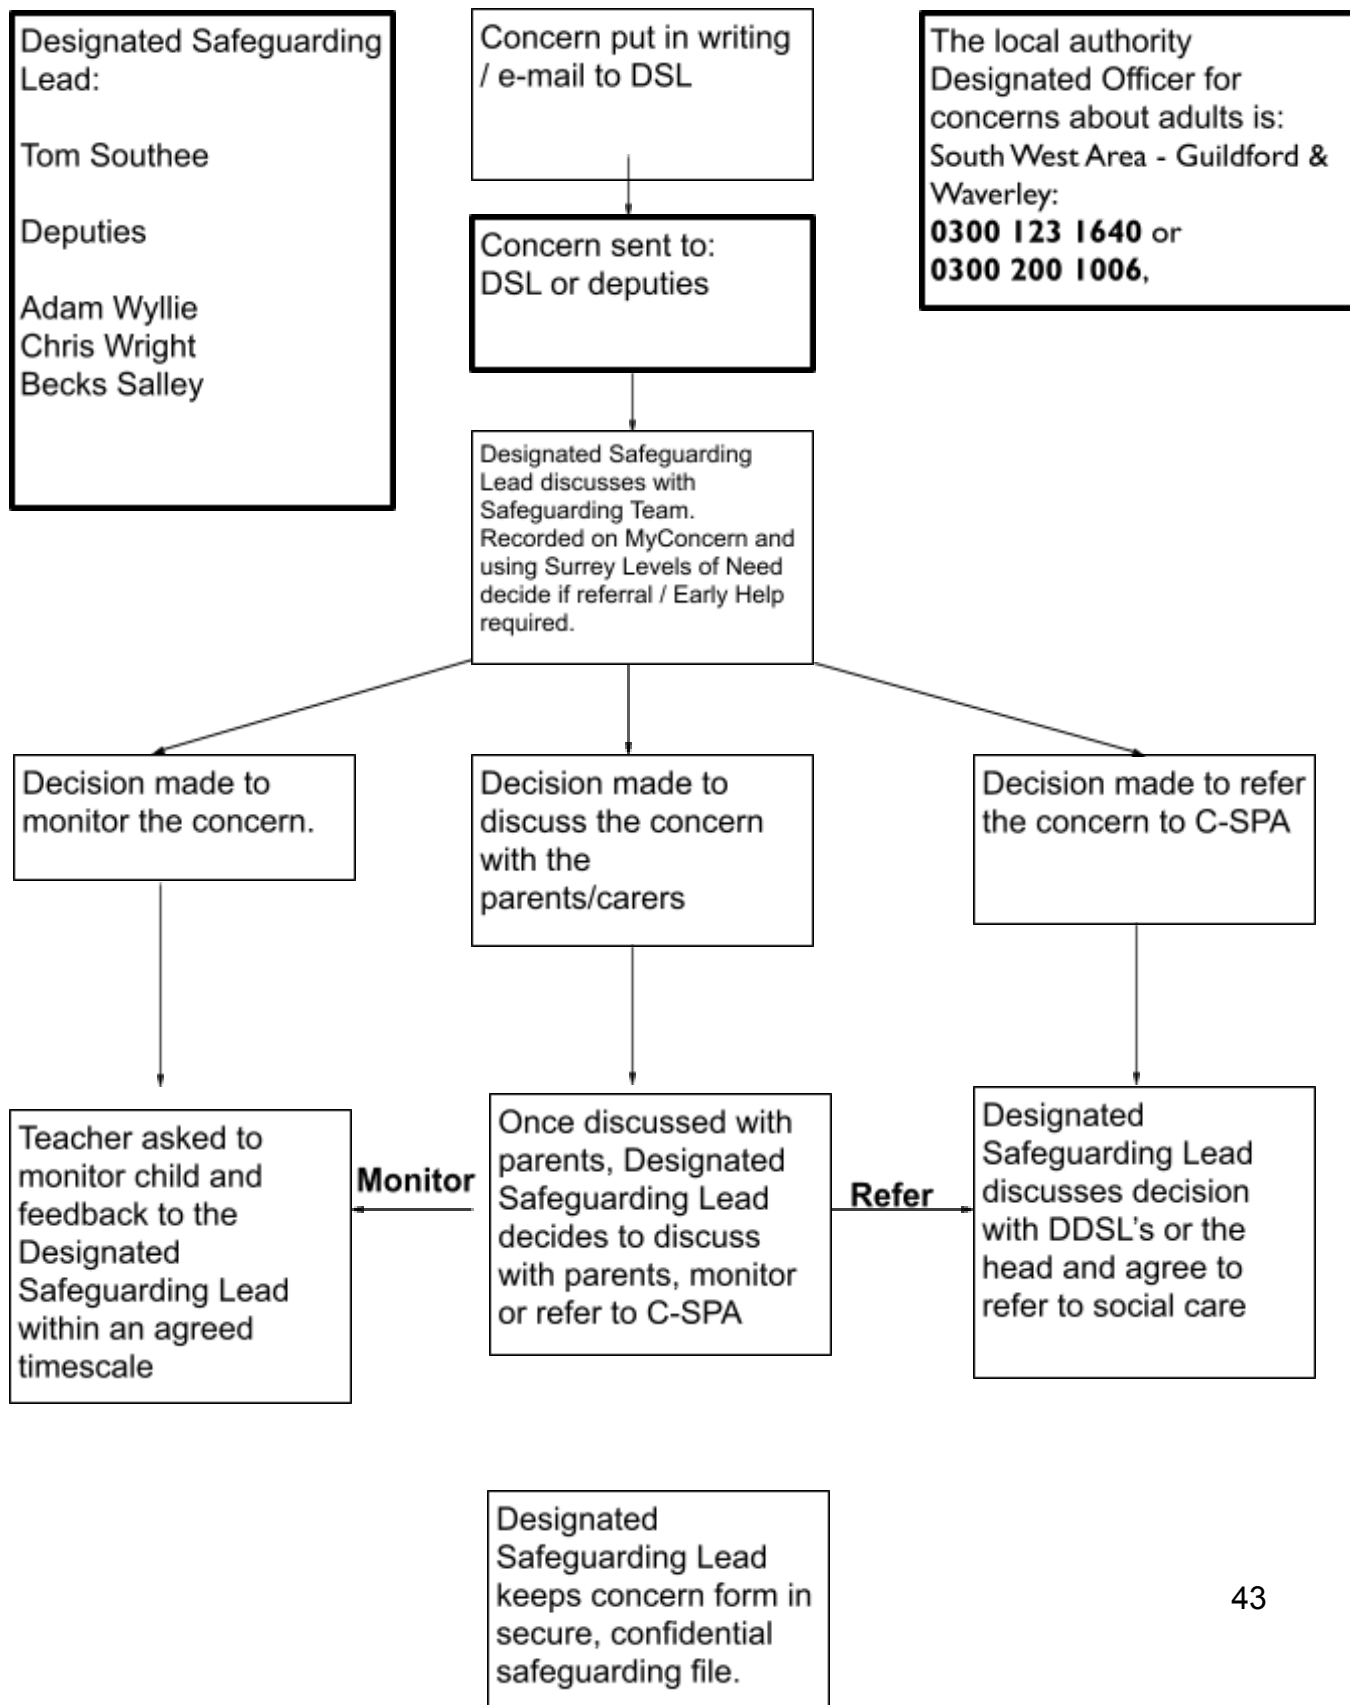 Designated Safeguarding
Lead:
Tom Southee
Deputies
Adam Wyllie
Chris Wright
Becks Salley
Concern put in writing
/ e-mail to DSL
The local authority
Designated Officer for
concerns about adults is:
South West Area - Guildford &
Waverley:
0300 123 1640 or
0300 200 1006,
Concern sent to:
DSL or deputies
Designated Safeguarding
Lead discusses with
Safeguarding Team.
Recorded on MyConcern and
using Surrey Levels of Need
decide if referral / Early Help
required.
Decision made to
monitor the concern.
Decision made to
discuss the concern
with the
parents/carers
Decision made to refer
the concern to C-SPA
Teacher asked to
monitor child and
feedback to the
Designated
Safeguarding Lead
within an agreed
timescale
Monitor
Once discussed with
parents, Designated
Safeguarding Lead
decides to discuss
with parents, monitor
or refer to C-SPA
Refer
Designated
Safeguarding Lead
discusses decision
with DDSL's or the
head and agree to
refer to social care
Designated
Safeguarding Lead
keeps concern form in
secure, confidential
safeguarding file.
43